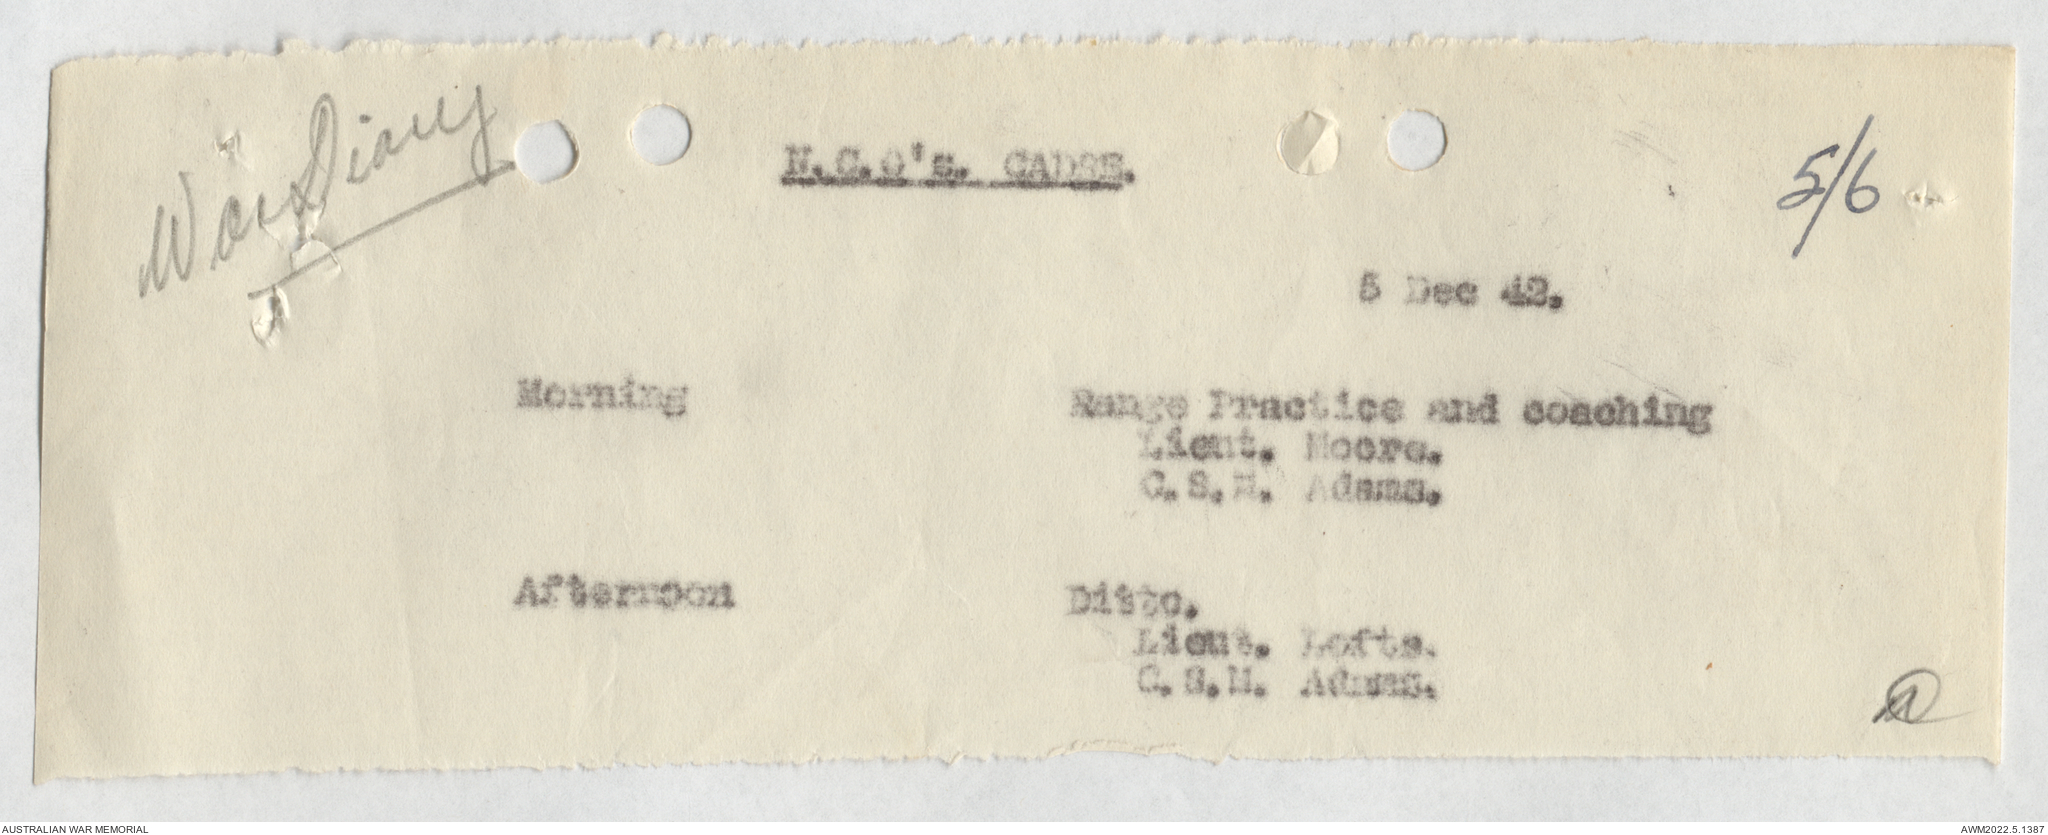 War Diary
N.C.O's. CADRE.
5/6
5 Dec 42.
Morning
Range Practice and coaching
Lieut. Moore.
C.S.M. Adams.
Afternoon
Ditto.
Lieut. Lofts.
C.S.M. Adams.
AUSTRALIAN WAR MEMORIAL
AWM2022.5.1387